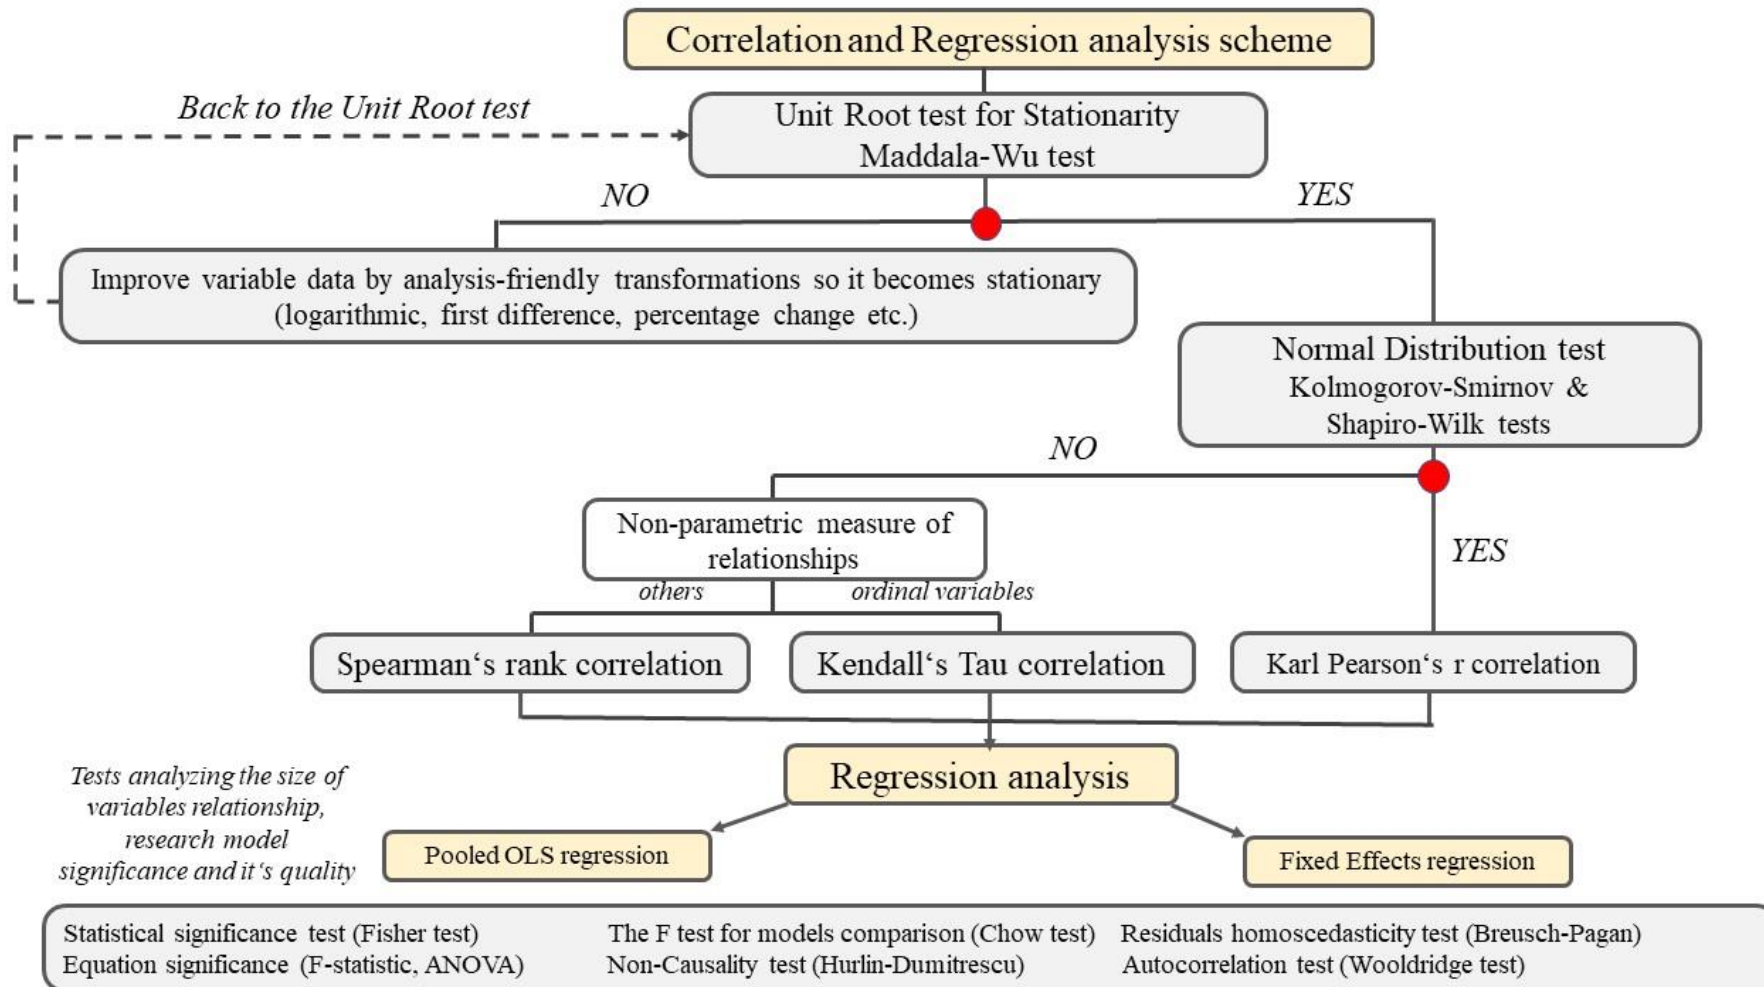 Correlation and Regression analysis scheme
Back to the Unit Root test
Unit Root test for Stationarity
Maddala-Wu test
NO
YES
Improve variable data by analysis-friendly transformations so it becomes stationary
(logarithmic, first difference, percentage change etc.)
Normal Distribution test
Kolmogorov-Smirnov &
Shapiro-Wilk tests
NO
YES
Non-parametric measure of
relationships
others
ordinal variables
Spearman‘s rank correlation
Kendall‘s Tau correlation
Karl Pearson‘s r correlation
Regression analysis
Tests analyzing the size of
variables relationship,
research model
significance and it‘s quality
Pooled OLS regression
Fixed Effects regression
Statistical significance test (Fisher test)
Equation significance (F-statistic, ANOVA)
The F test for models comparison (Chow test)
Non-Causality test (Hurlin-Dumitrescu)
Residuals homoscedasticity test (Breusch-Pagan)
Autocorrelation test (Wooldridge test)